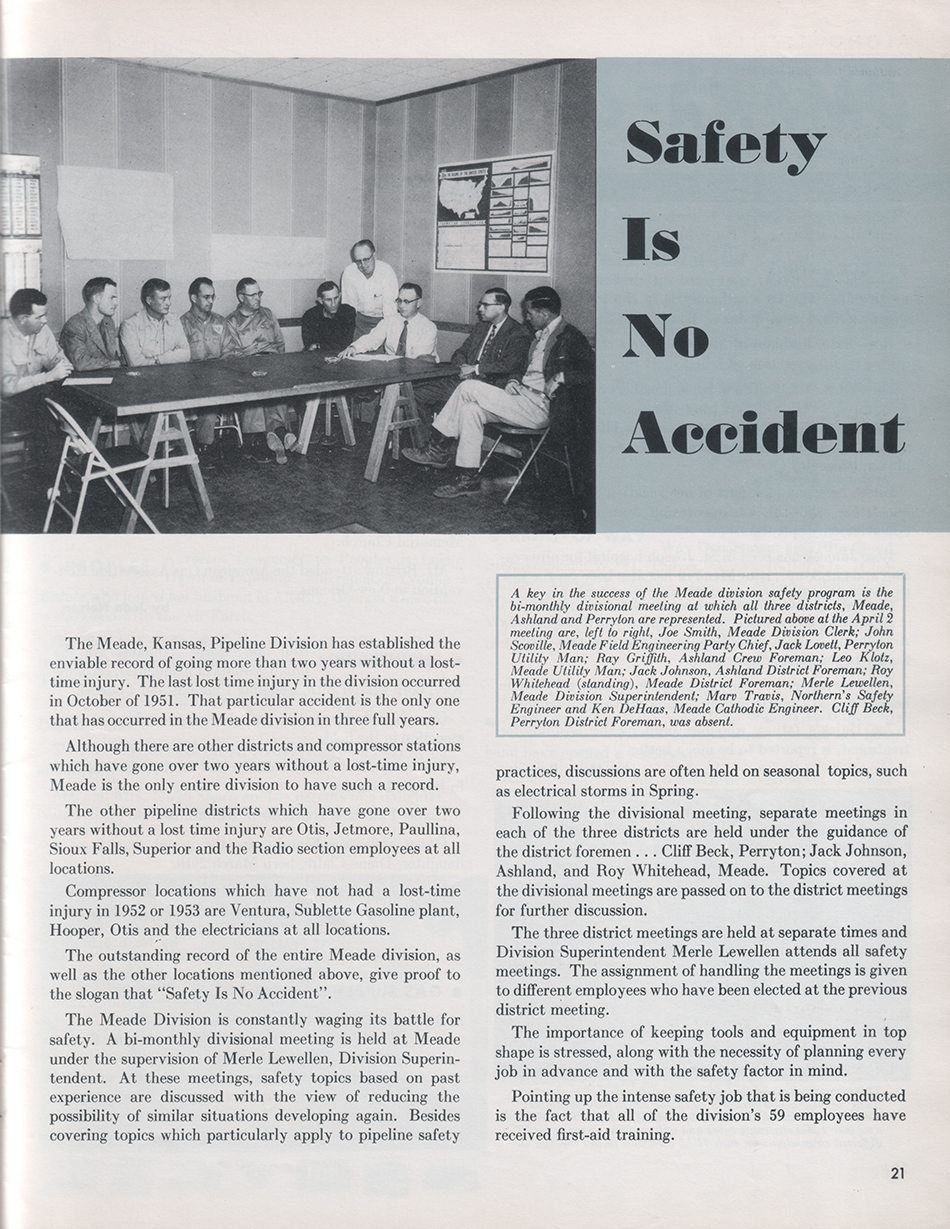 Safety
Is
No
Accident
The Meade, Kansas, Pipeline Division has established the
enviable record of going more than two years without a lost-
time injury. The last lost time injury in the division occurred
in October of 1951. That particular accident is the only one
that has occurred in the Meade division in three full years.
Although there are other districts and compressor stations
which have gone over two years without a lost-time injury,
Meade is the only entire division to have such a record.
The other pipeline districts which have gone over two
years without a lost time injury are Otis, Jetmore, Paullina,
Sioux Falls, Superior and the Radio section employees at all
locations.
Compressor locations which have not had a lost-time
injury in 1952 or 1953 are Ventura, Sublette Gasoline plant,
Hooper, Otis and the electricians at all locations.
The outstanding record of the entire Meade division, as
well as the other locations mentioned above, give proof to
the slogan that “Safety Is No Accident”.
The Meade Division is constantly waging its battle for
safety. A bi-monthly divisional meeting is held at Meade
under the supervision of Merle Lewellen, Division Superin-
tendent. At these meetings, safety topics based on past
experience are discussed with the view of reducing the
possibility of similar situations developing again. Besides
covering topics which particularly apply to pipeline safety
A key in the success of the Meade division safety program is the
bi-monthly divisional meeting at which all three districts, Meade,
Ashland and Perryton are represented. Pictured above at the April 2
meeting are, left to right, Joe Smith, Meade Division Clerk; John
Scoville, Meade Field Engineering Party Chief, Jack Lovell, Perryton
Utility Man; Ray Griffith, Ashland Crew Foreman; Leo Klotz,
Meade Utility Man; Jack Johnson, Ashland District Foreman; Roy
Whitehead (standing), Meade District Foreman; Merle Lewellen,
Meade Division Superintendent; Marv Travis, Northern's Safety
Engineer and Ken DeHaas, Meade Cathodic Engineer. Cliff Beck,
Perryton District Foreman, was absent.
practices, discussions are often held on seasonal topics, such
as electrical storms in Spring.
Following the divisional meeting, separate meetings in
each of the three districts are held under the guidance of
the district foremen . . . Cliff Beck, Perryton; Jack Johnson,
Ashland, and Roy Whitehead, Meade. Topics covered at
the divisional meetings are passed on to the district meetings
for further discussion.
The three district meetings are held at separate times and
Division Superintendent Merle Lewellen attends all safety
meetings. The assignment of handling the meetings is given
to different employees who have been elected at the previous
district meeting.
The importance of keeping tools and equipment in top
shape is stressed, along with the necessity of planning every
job in advance and with the safety factor in mind.
Pointing up the intense safety job that is being conducted
is the fact that all of the division's 59 employees have
received first-aid training.
21